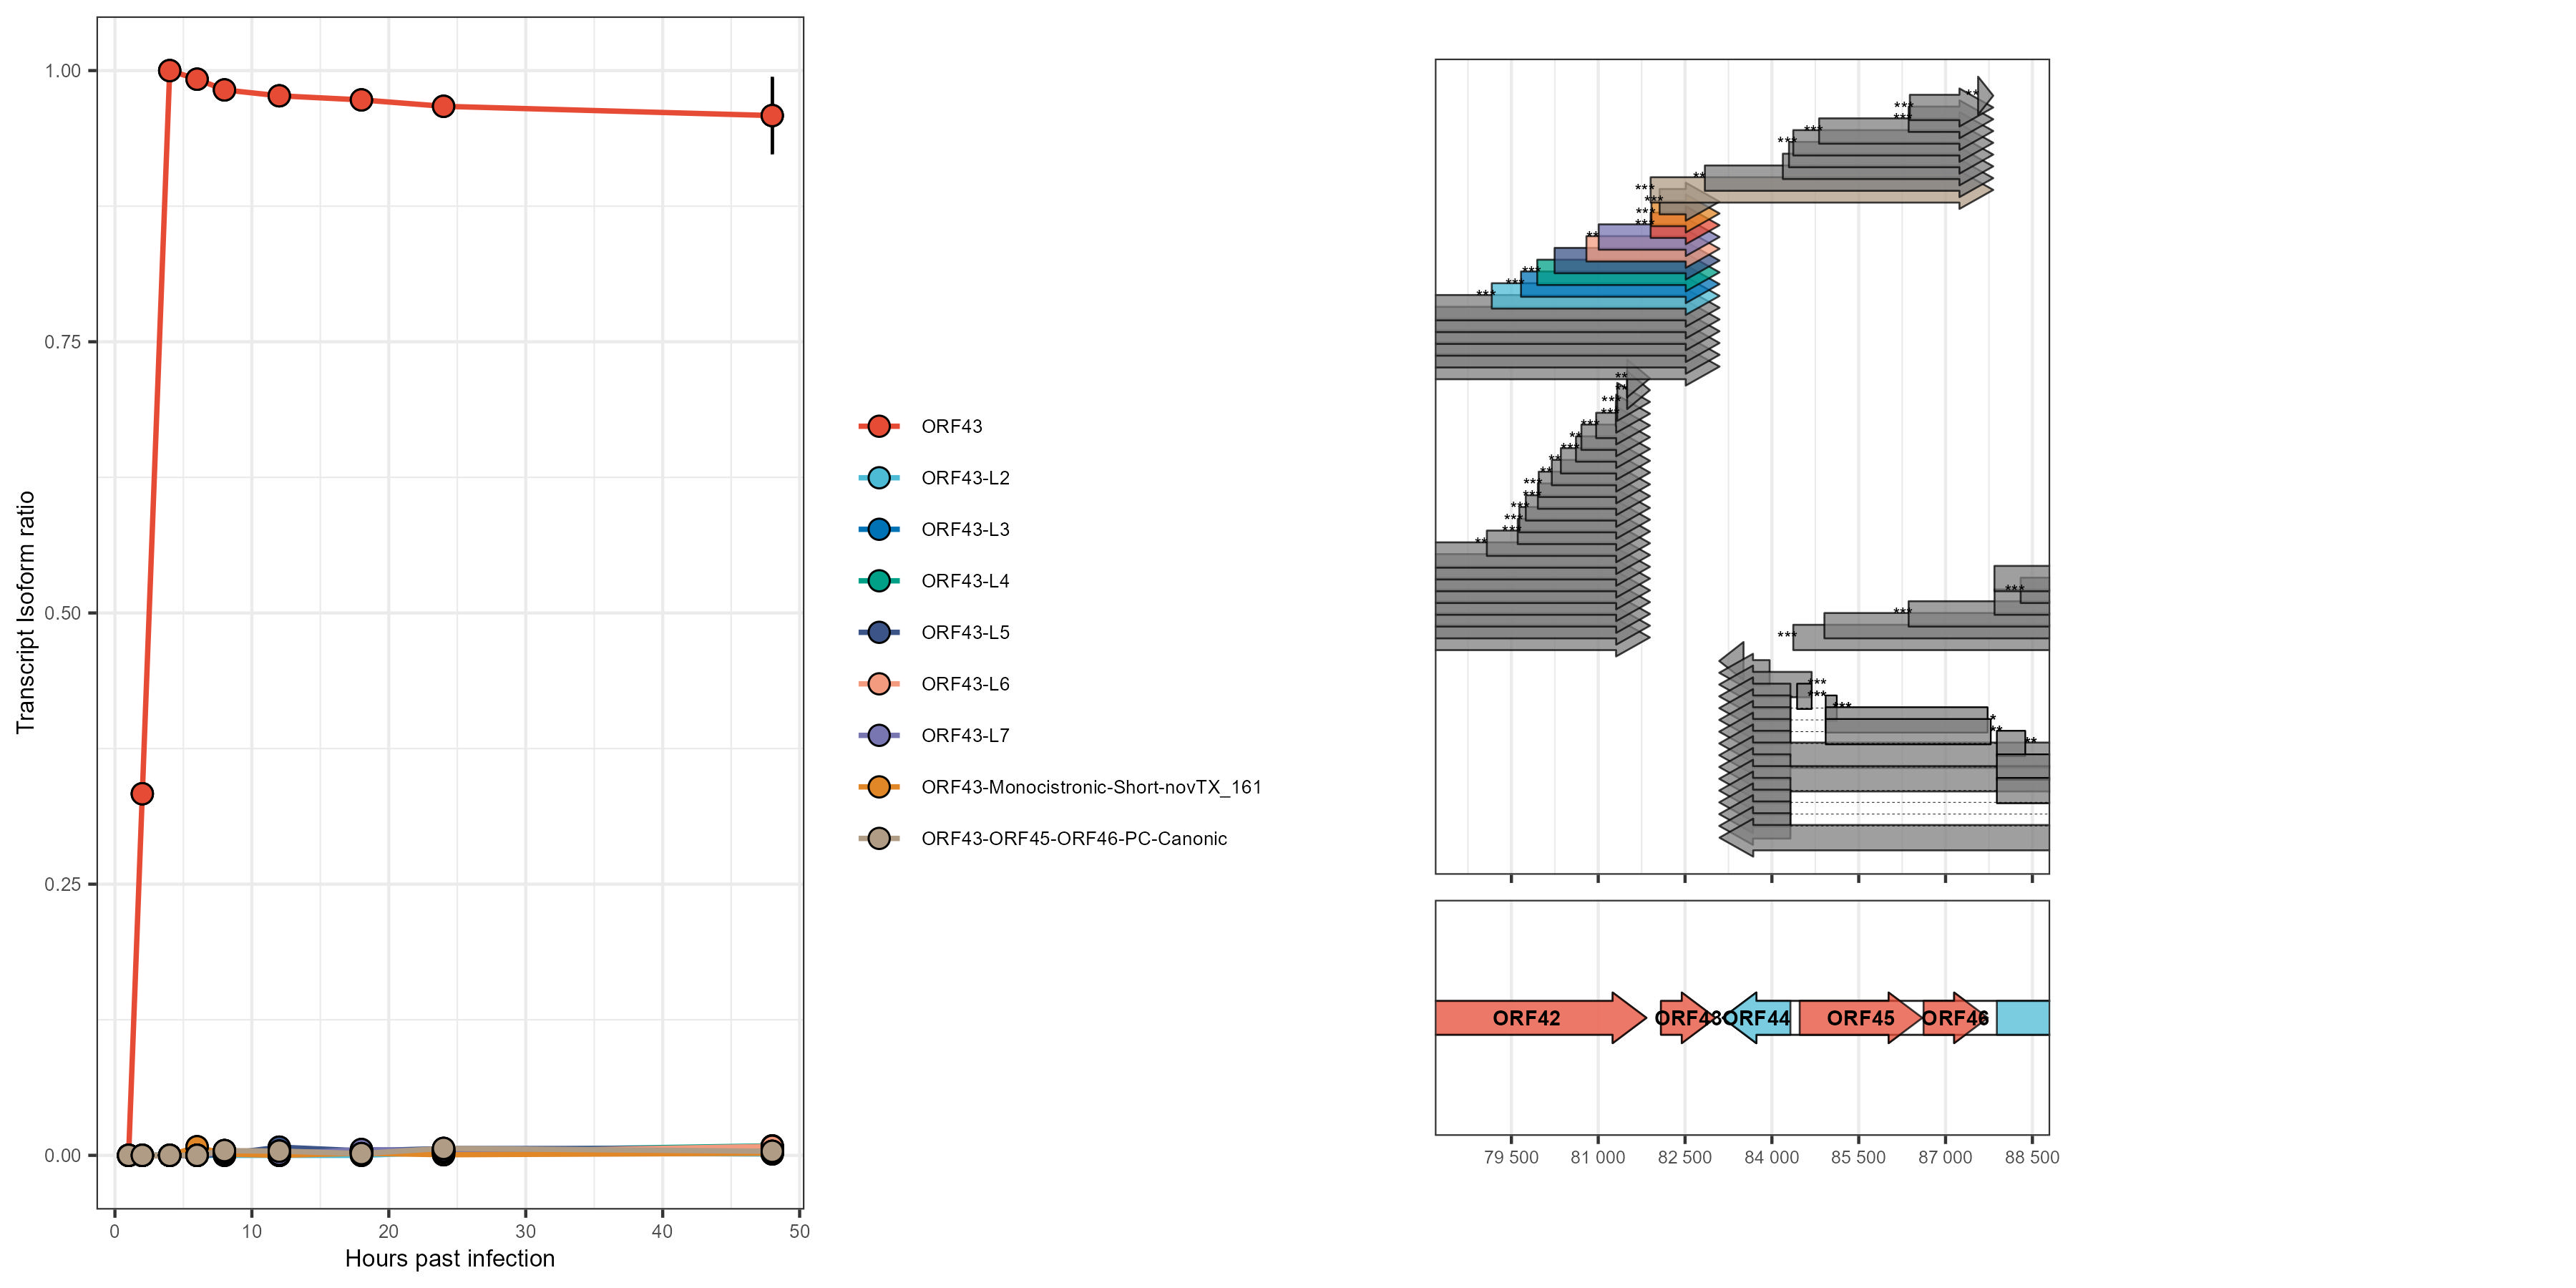 1.00
0.75
0.50
0.25
0.00
Transcript Isoform ratio
0 10 20 30 40 50
Hours past infection
ORF43
ORF43-L2
ORF43-L3
ORF43-L4
ORF43-L5
ORF43-L6
ORF43-L7
ORF43-Monocistronic-Short-novTX_161
ORF43-ORF45-ORF46-PC-Canonic
ORF42 ORF43 ORF44 ORF45 ORF46
79 500 81 000 82 500 84 000 85 500 87 000 88 500